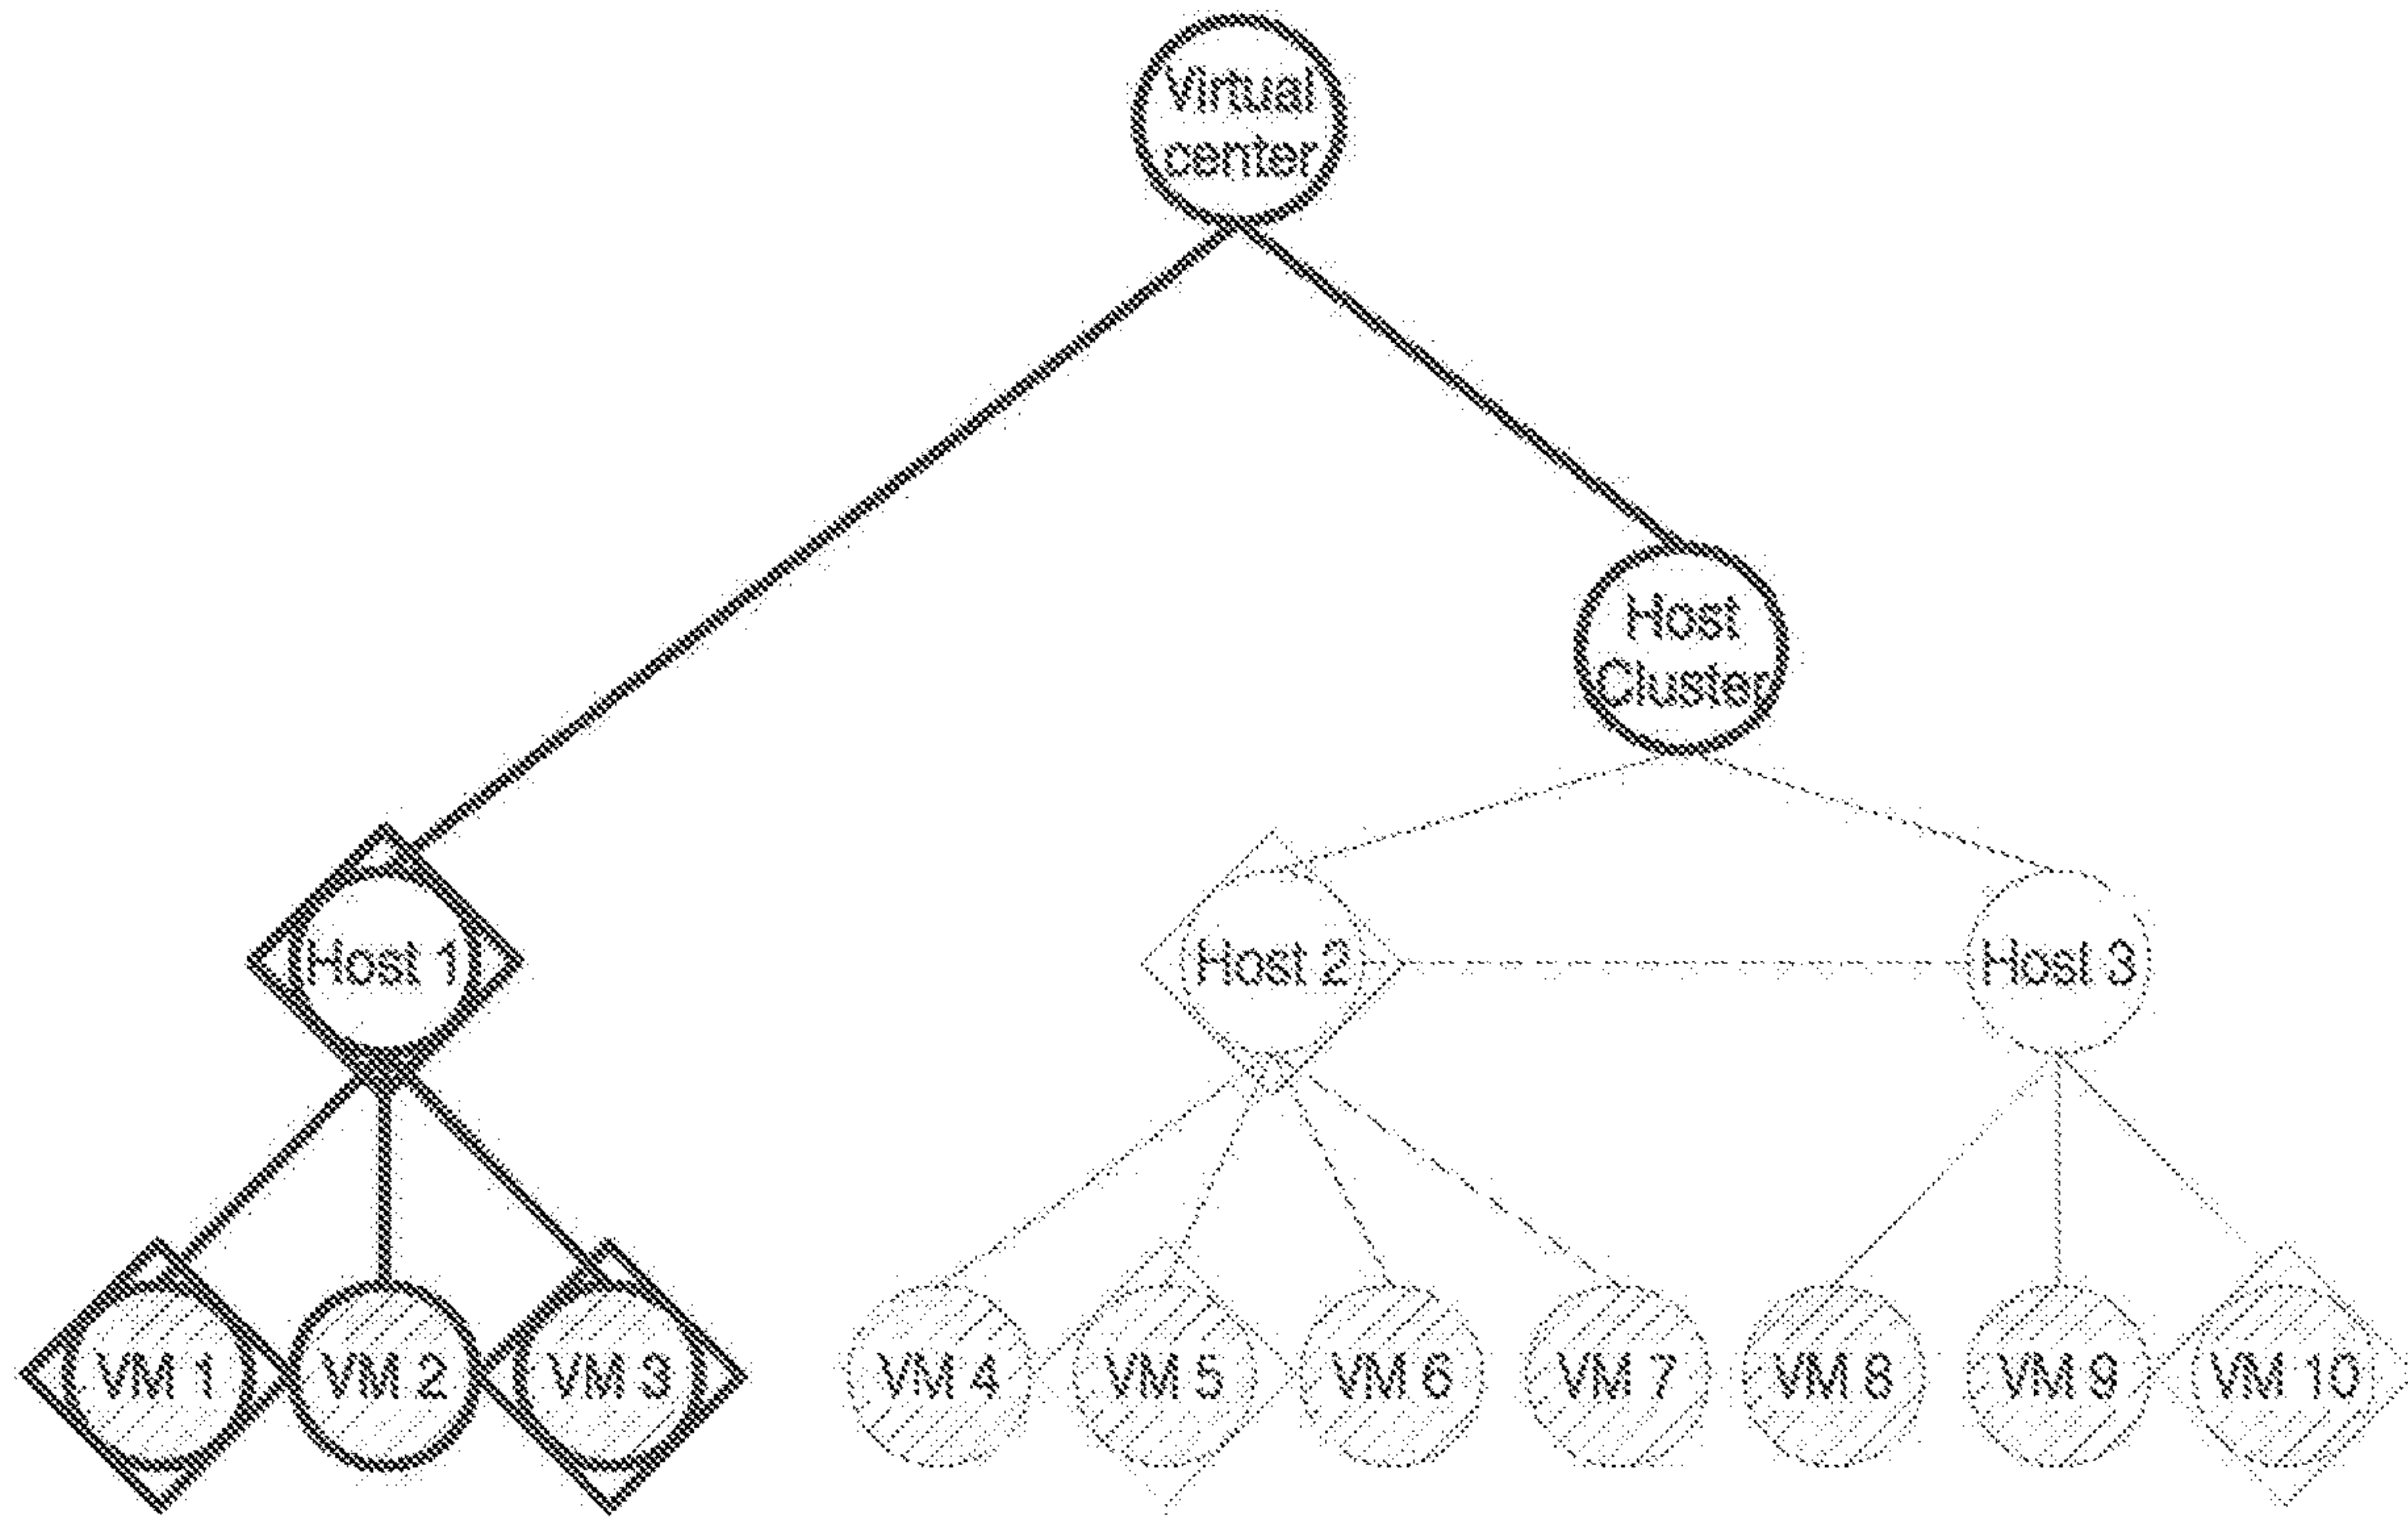 Virtual
center
Host
Cluster
Host 1
Host 2
Host 3
VM 1
VM 2
VM 3
VM 4
VM 5
VM 6
VM 7
VM 8
VM 9
VM 10